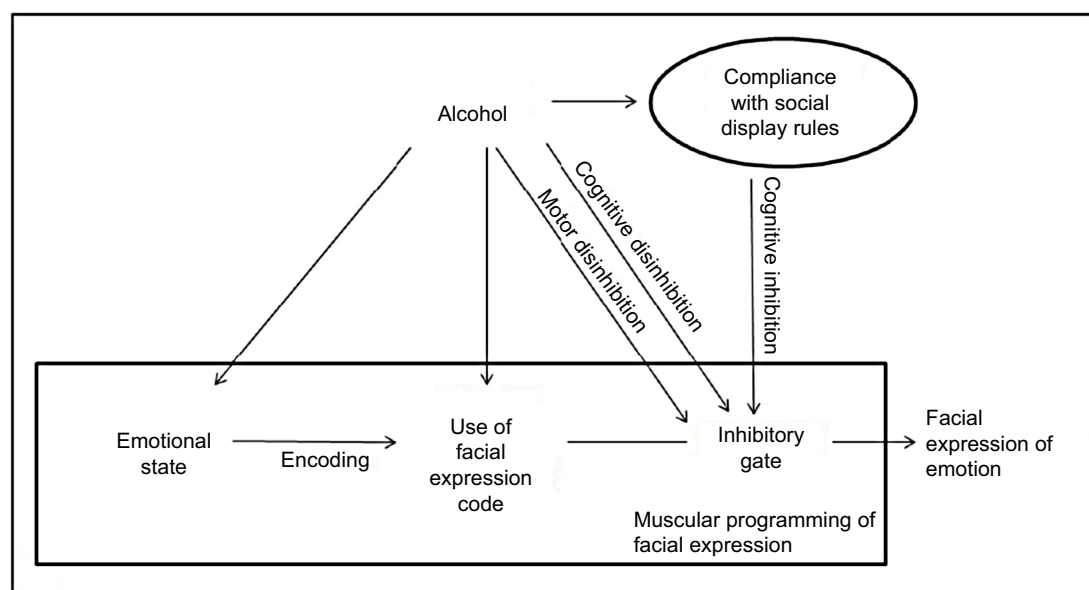 Alcohol
Compliance
with social
display rules
Motor disinhibition
Cognitive disinhibition
Cognitive inhibition
Emotional
state
Encoding
Use of
facial
expression
code
Inhibitory
gate
Facial
expression of
emotion
Muscular programming of
facial expression